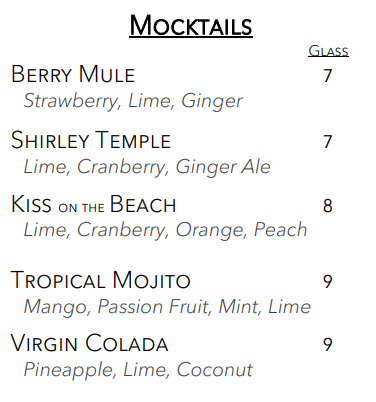 Mocktails
Glass
Berry Mule 7
Strawberry, Lime, Ginger
Shirley Temple 7
Lime, Cranberry, Ginger Ale
Kiss on the Beach 8
Lime, Cranberry, Orange, Peach
Tropical Mojito 9
Mango, Passion Fruit, Mint, Lime
Virgin Colada 9
Pineapple, Lime, Coconut